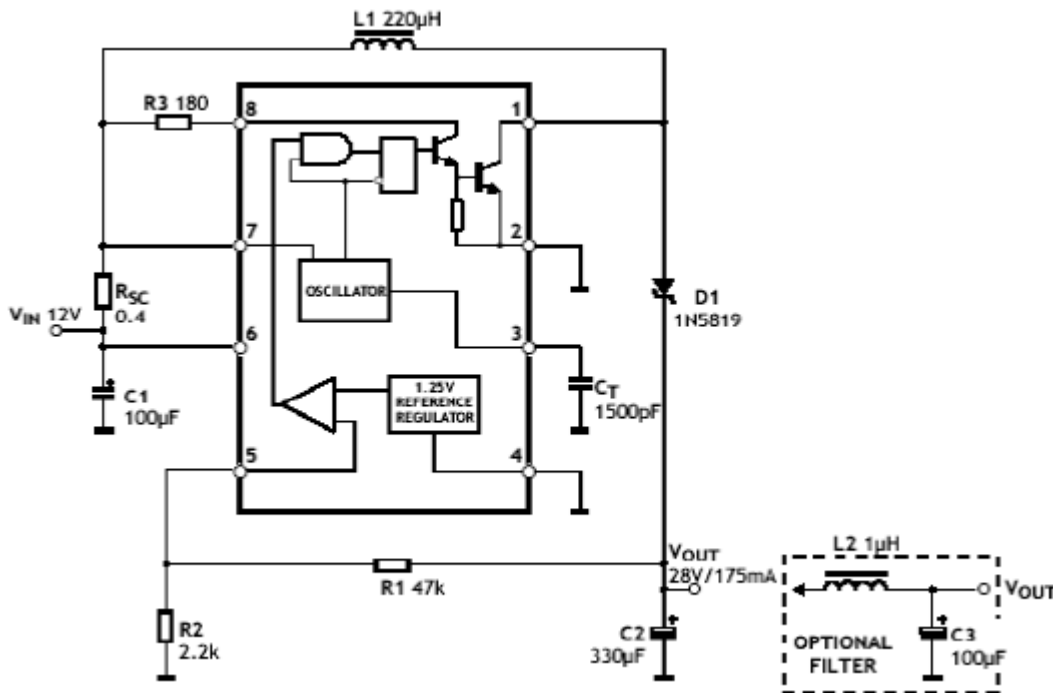 L1 220µH
R3 180
8
1
7
2
OSCILLATOR
RSC
0.4
VIN 12V
D1
1N5819
6
3
C1
100µF
1.25V
REFERENCE
REGULATOR
CT
1500pF
5
4
R1 47k
VOUT
28V/175mA
L2 1µH
VOUT
R2
2.2k
C2
330µF
OPTIONAL
FILTER
C3
100µF